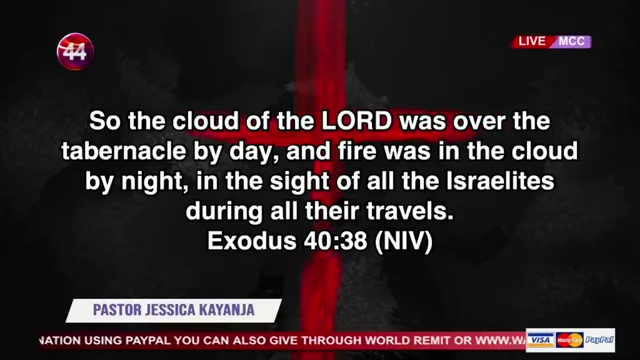 44
LIVE MCC
So the cloud of the LORD was over the
tabernacle by day, and fire was in the cloud
by night, in the sight of all the Israelites
during all their travels.
Exodus 40:38 (NIV)
PASTOR JESSICA KAYANJA
NATION USING PAYPAL YOU CAN ALSO GIVE THROUGH WORLD REMIT OR WWW.WA
VISA MasterCard PayPal